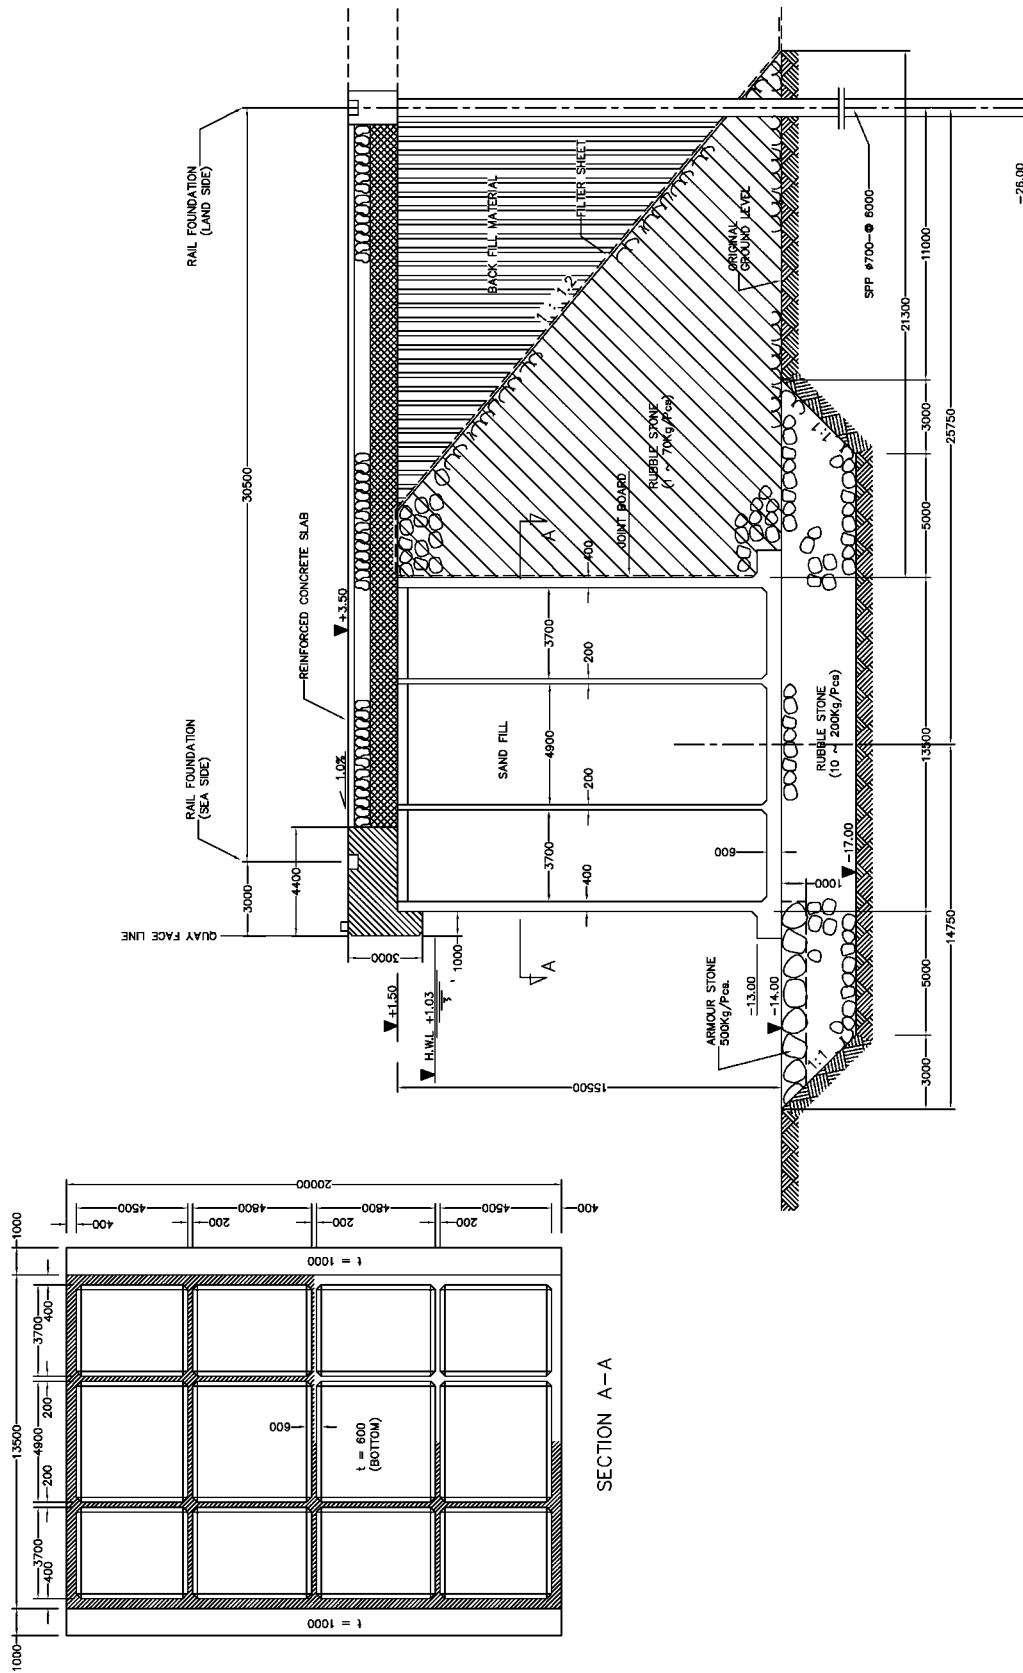 RAIL FOUNDATION
(LAND SIDE)
30500
REINFORCED CONCRETE SLAB
+3.50
RAIL FOUNDATION
(SEA SIDE)
1.0%
3000
4400
QUAY FACE LINE
3000
1000
+1.50
H.W.L +1.03
15500
BACK FILL MATERIAL
FILTER SHEET
1 : 1.2
ORIGINAL
GROUND LEVEL
RUBBLE STONE
(1 ~ 70Kg/Pcs)
JOINT BOARD
A
400
3700
200
SAND FILL
4900
200
3700
400
600
A
-13.00
-14.00
ARMOUR STONE
500Kg/Pcs.
1:1
1000
-17.00
RUBBLE STONE
(10 ~ 200Kg/Pcs)
1:1
SPP ø700-@ 6000
-26.00
11000
21300
3000
25750
5000
13500
14750
5000
3000
20000
400
4500
200
4800
200
4800
200
4500
400
1000
13500
1000
400
3700
200
4900
200
3700
400
t = 1000
600
t = 600
(BOTTOM)
t = 1000
SECTION A-A